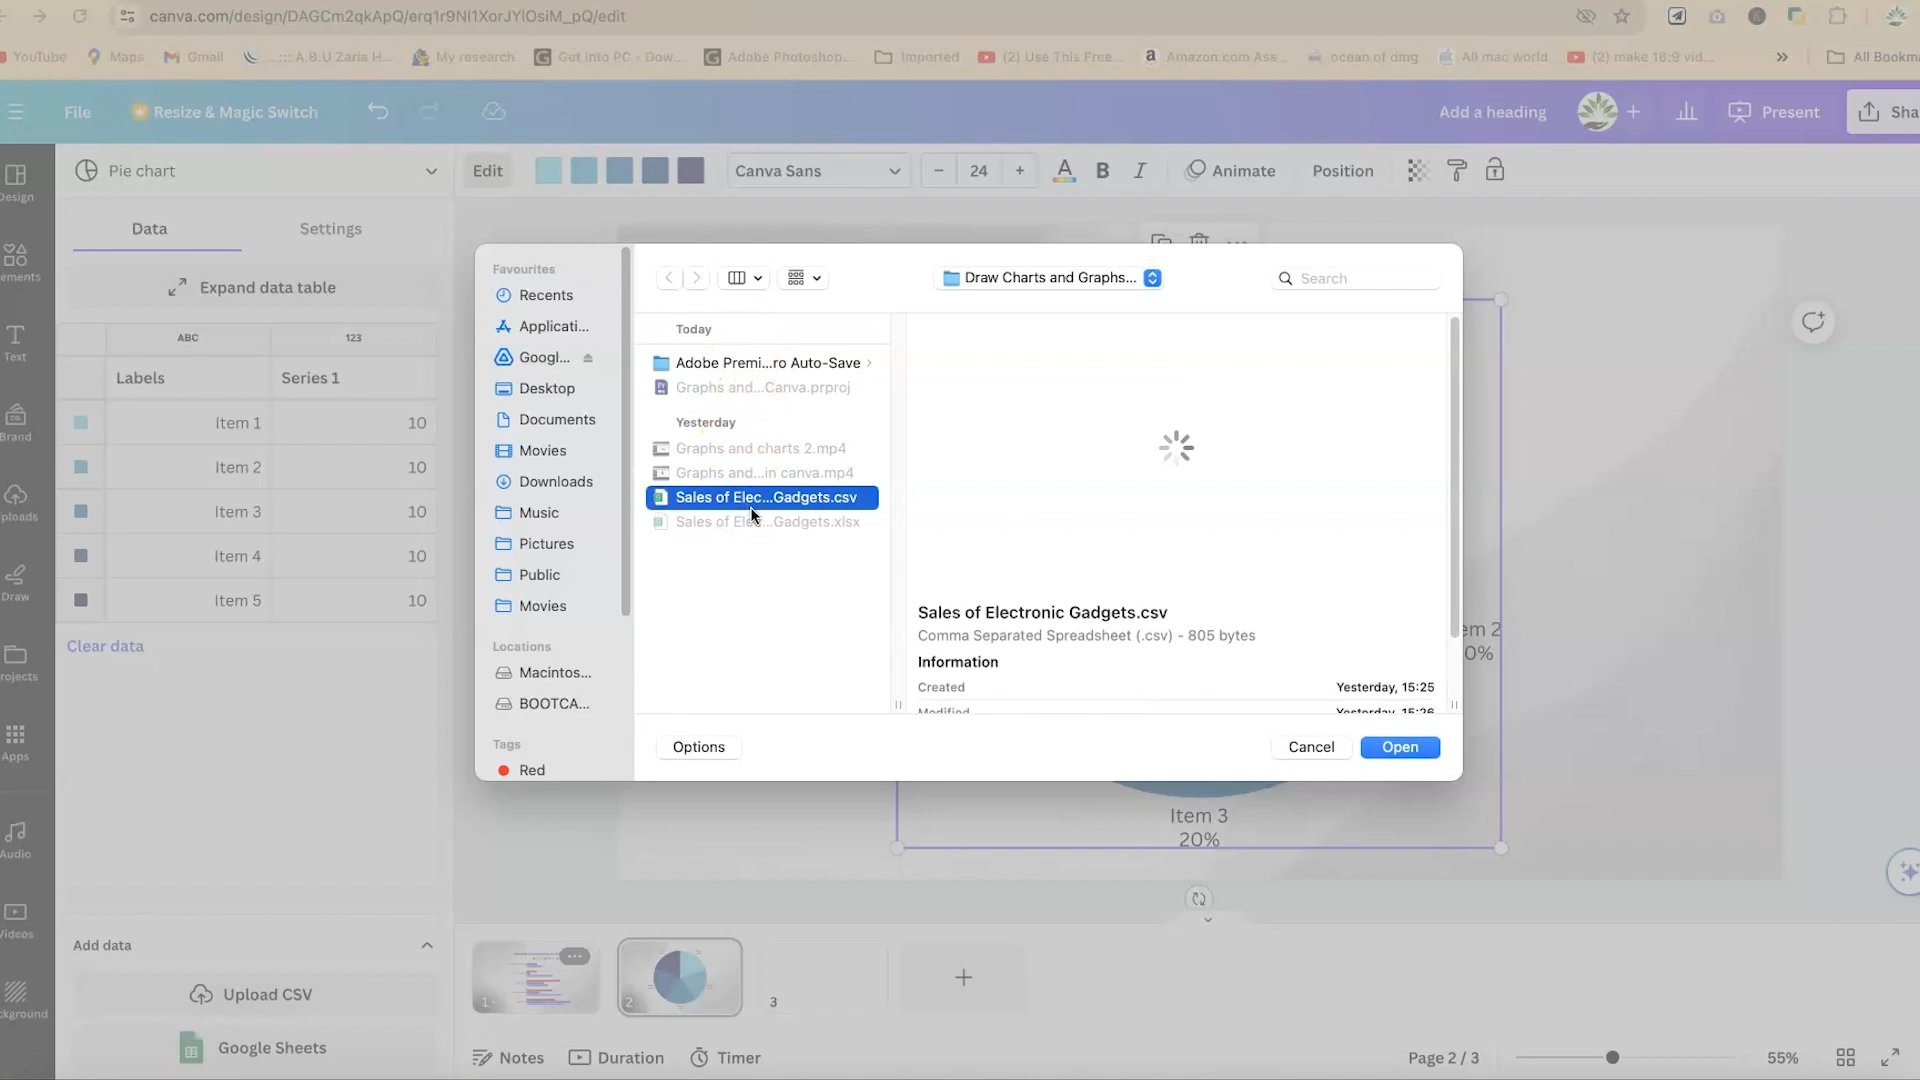 canva.com/design/DAGCm2qkApQ/erq1r9NI1XorJYlOsiM_pQ/edit
YouTube Maps Gmail ..::: A.B.U Zaria H... My research Get into PC - Dow... Adobe Photoshop... Imported (2) Use This Free... Amazon.com Ass... ocean of dmg All mac world (2) make 16:9 vid... » All Bookma
File Resize & Magic Switch Add a heading + Present Sha
Pie chart Edit Canva Sans − 24 + A B I Animate Position
Design
Data Settings
Expand data table
ements
ABC 123
Labels Series 1
Text
Item 1 10
Brand
Item 2 10
Item 3 10
ploads
Item 4 10
Item 5 10
Draw
Clear data
rojects
Apps
Audio
Videos
ckground
Add data
Upload CSV
Google Sheets
Favourites
Recents
Applicati...
Googl...
Desktop
Documents
Movies
Downloads
Music
Pictures
Public
Movies
Locations
Macintos...
BOOTCA...
Tags
Red
Draw Charts and Graphs... Search
Today
Adobe Premi...ro Auto-Save
Graphs and...Canva.prproj
Yesterday
Graphs and charts 2.mp4
Graphs and...in canva.mp4
Sales of Elec...Gadgets.csv
Sales of Ele...Gadgets.xlsx
Sales of Electronic Gadgets.csv
Comma Separated Spreadsheet (.csv) - 805 bytes
Information
Created Yesterday, 15:25
Modified Yesterday, 15:26
Options Cancel Open
em 2
0%
Item 3
20%
1 2 3 +
Notes Duration Timer Page 2 / 3 55%